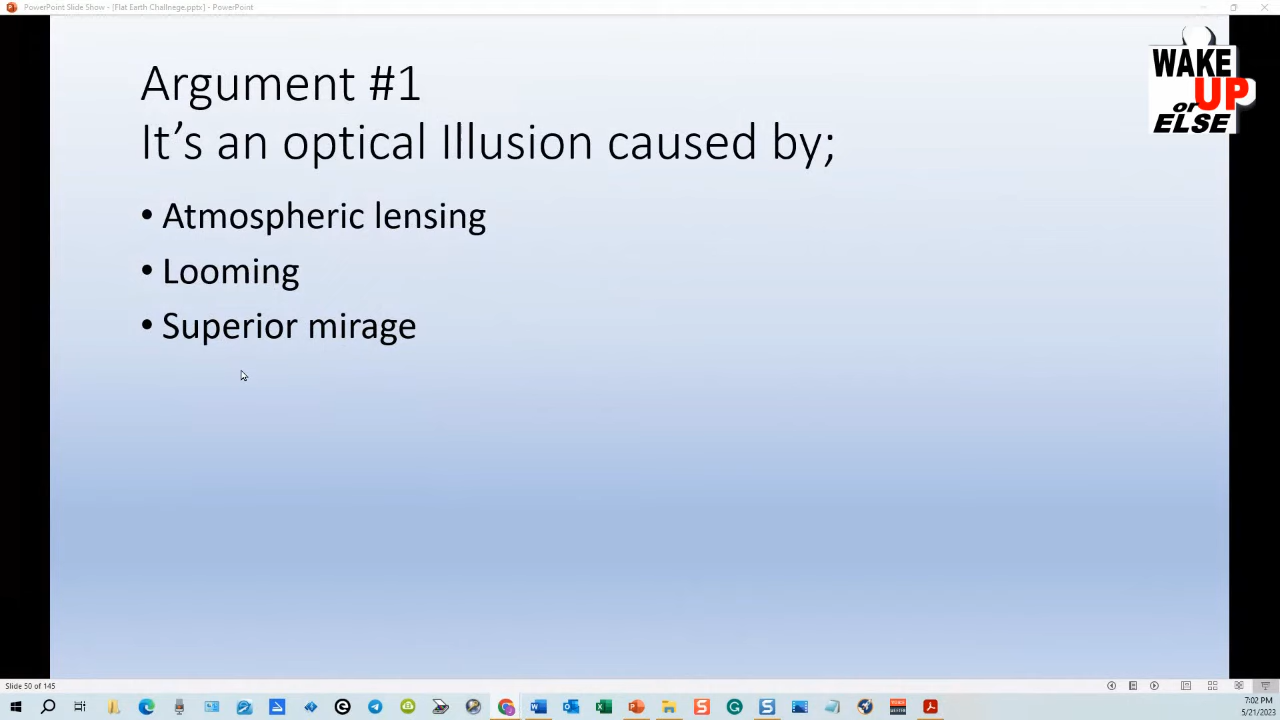 PowerPoint Slide Show - [Flat Earth Challnege.pptx] - PowerPoint
Argument #1
It's an optical Illusion caused by;
• Atmospheric lensing
• Looming
• Superior mirage
WAKE
UP
or
ELSE
Slide 50 of 145
7:02 PM
5/21/2023